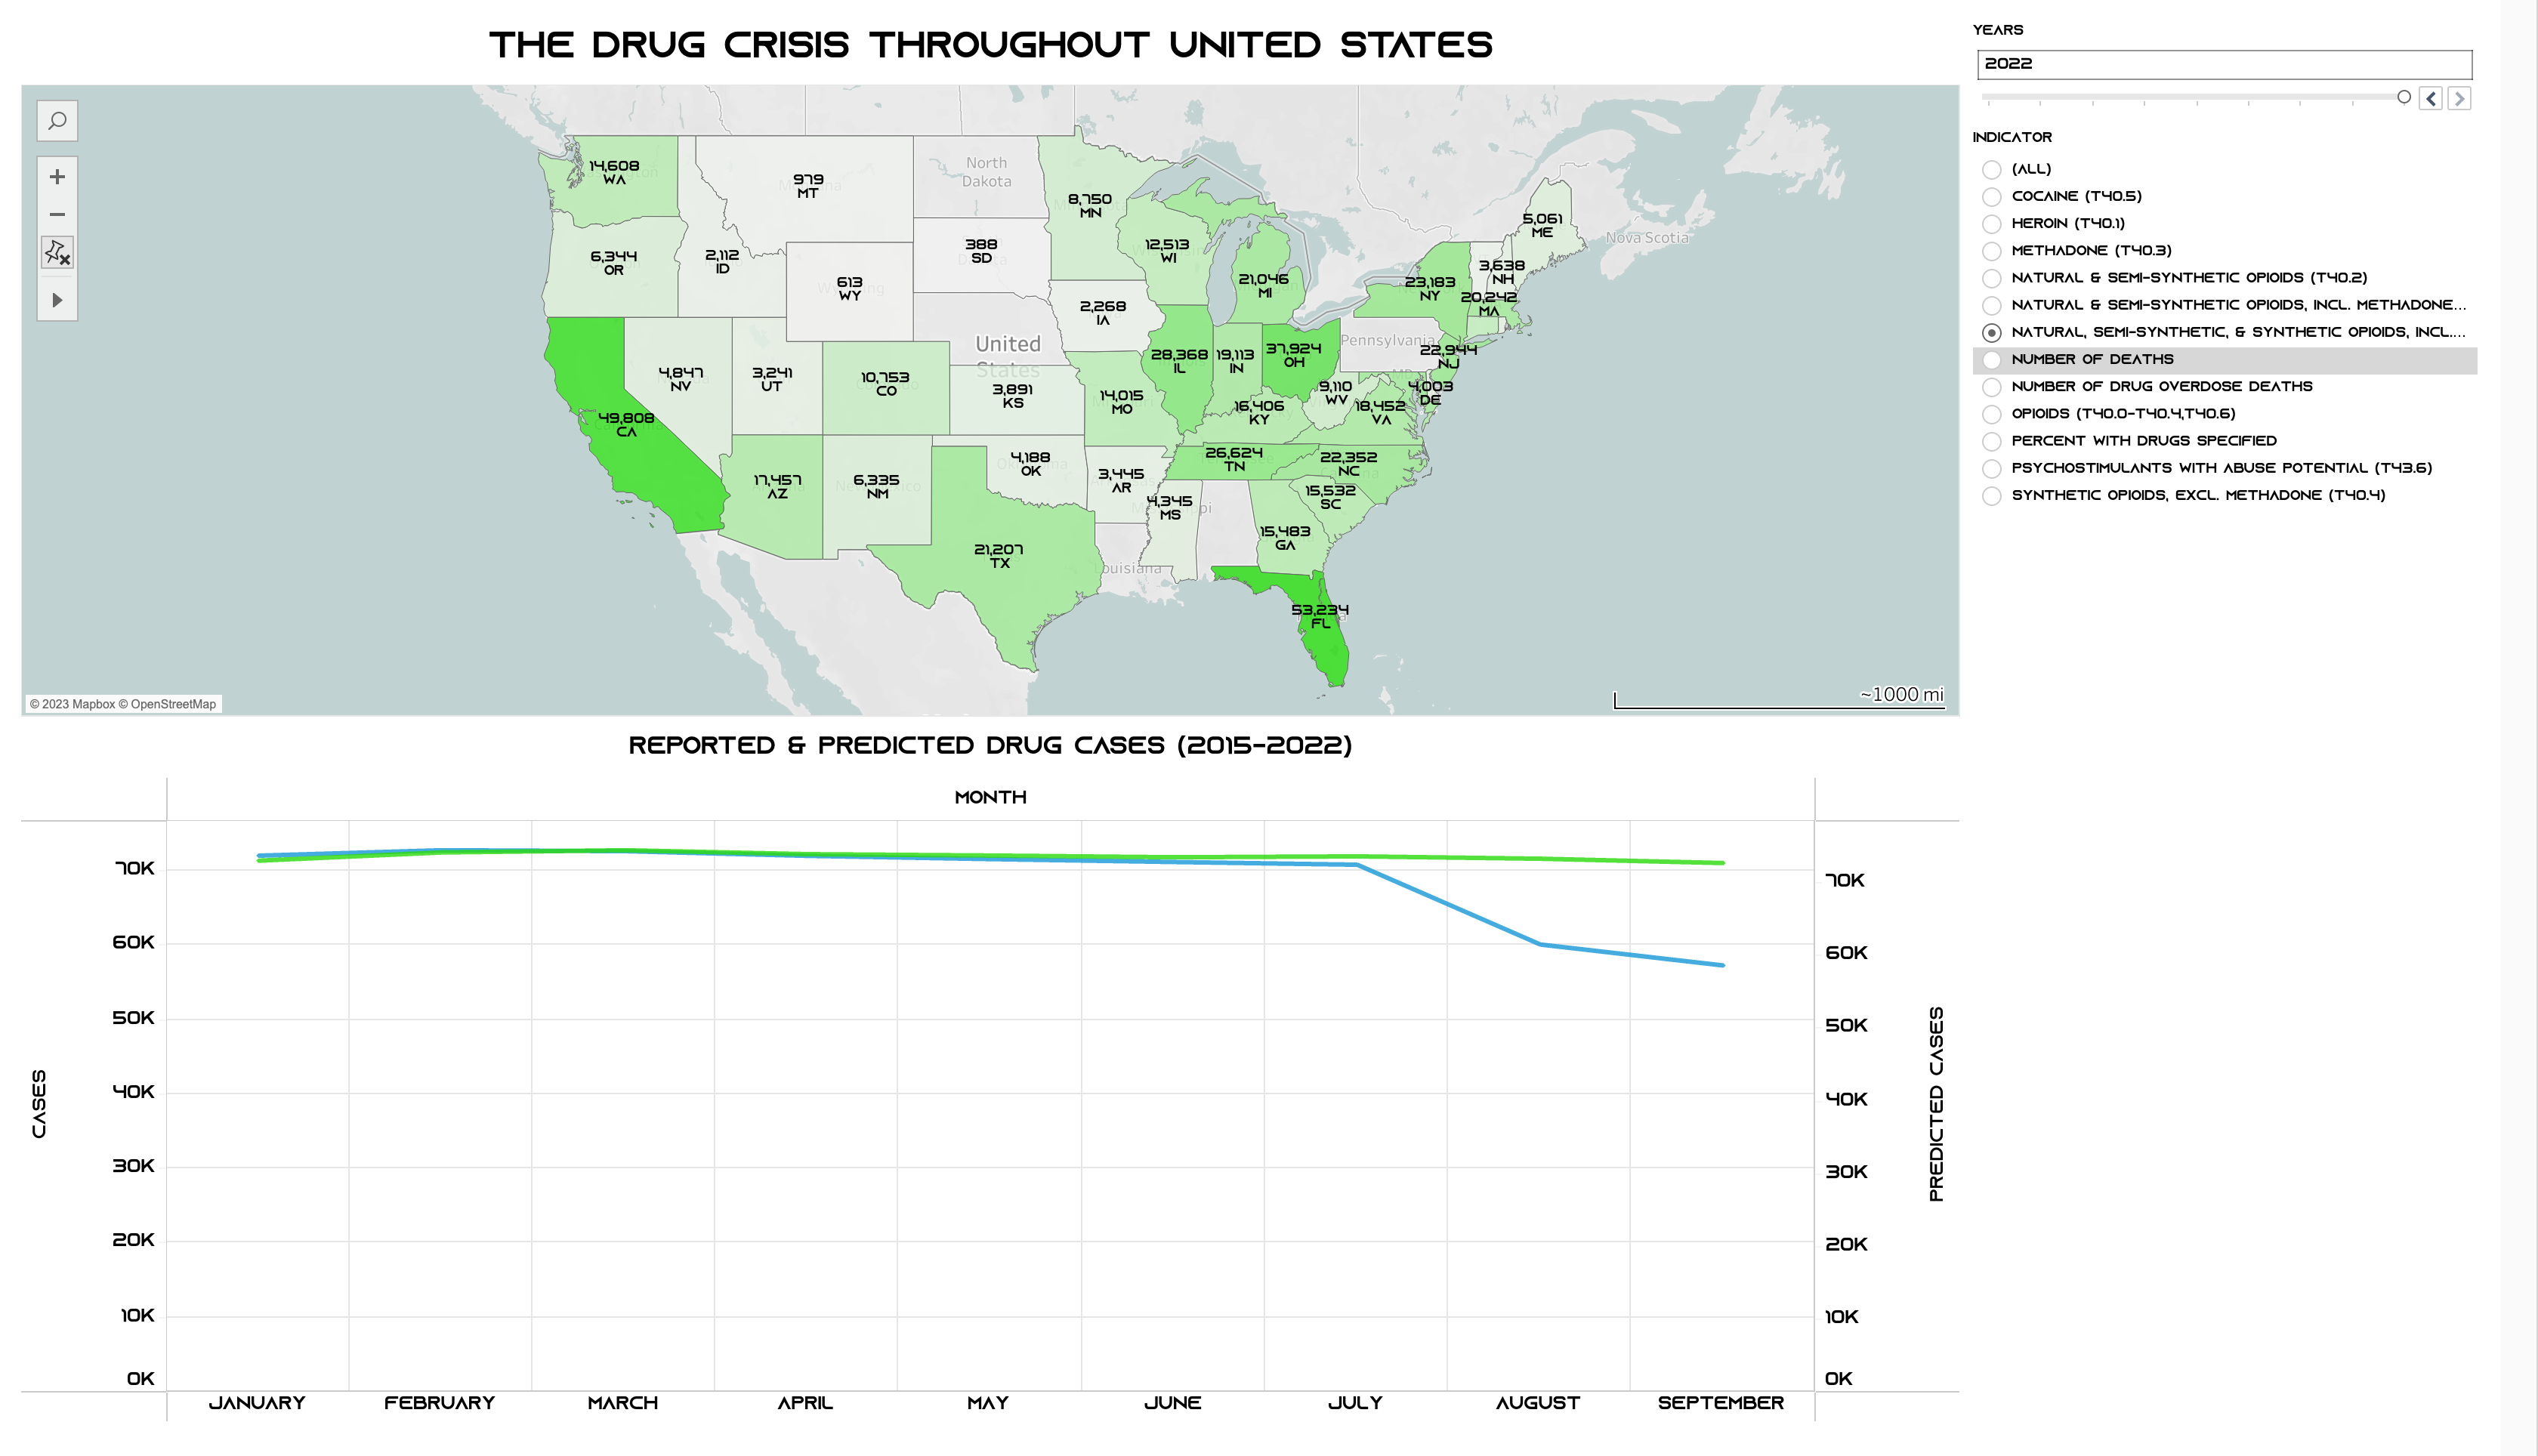 THE DRUG CRISIS THROUGHOUT UNITED STATES
YEARS
2022
INDICATOR
(ALL)
COCAINE (T40.5)
HEROIN (T40.1)
METHADONE (T40.3)
NATURAL & SEMI-SYNTHETIC OPIOIDS (T40.2)
NATURAL & SEMI-SYNTHETIC OPIOIDS, INCL. METHADONE...
NATURAL, SEMI-SYNTHETIC, & SYNTHETIC OPIOIDS, INCL....
NUMBER OF DEATHS
NUMBER OF DRUG OVERDOSE DEATHS
OPIOIDS (T40.0-T40.4,T40.6)
PERCENT WITH DRUGS SPECIFIED
PSYCHOSTIMULANTS WITH ABUSE POTENTIAL (T43.6)
SYNTHETIC OPIOIDS, EXCL. METHADONE (T40.4)
14,608
WA
979
MT
North
Dakota
8,750
MN
5,061
ME
Nova Scotia
6,344
OR
2,112
ID
613
WY
388
SD
12,513
WI
21,046
MI
23,183
NY
3,638
NH
20,242
MA
2,268
IA
United
States
Pennsylvania
4,847
NV
3,241
UT
10,753
CO
3,891
KS
28,368
IL
19,113
IN
37,924
OH
22,944
NJ
14,015
MO
16,406
KY
9,110
WV
18,452
VA
4,003
DE
49,808
CA
17,457
AZ
6,335
NM
4,188
OK
3,445
AR
26,624
TN
22,352
NC
4,345
MS
15,532
SC
15,483
GA
21,207
TX
Louisiana
53,234
FL
© 2023 Mapbox © OpenStreetMap
~1000 mi
REPORTED & PREDICTED DRUG CASES (2015-2022)
MONTH
CASES
70K
60K
50K
40K
30K
20K
10K
0K
70K
60K
50K
40K
30K
20K
10K
0K
PREDICTED CASES
JANUARY
FEBRUARY
MARCH
APRIL
MAY
JUNE
JULY
AUGUST
SEPTEMBER